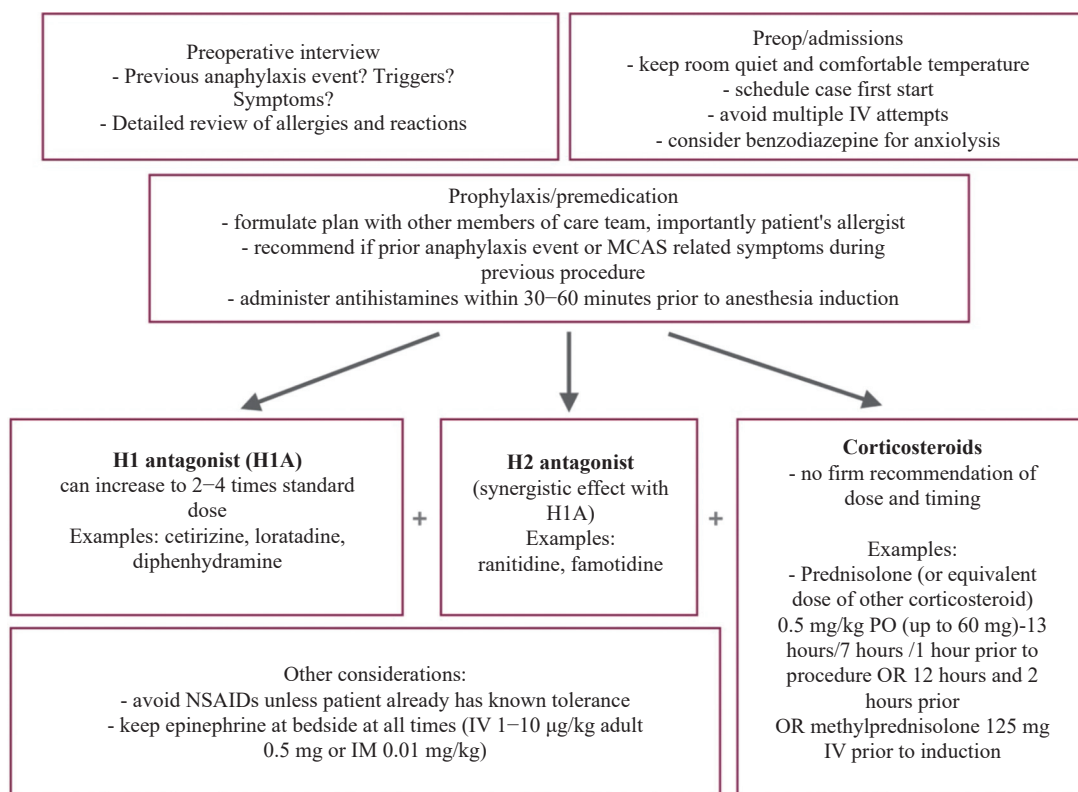 Preoperative interview
- Previous anaphylaxis event? Triggers?
Symptoms?
- Detailed review of allergies and reactions
Preop/admissions
- keep room quiet and comfortable temperature
- schedule case first start
- avoid multiple IV attempts
- consider benzodiazepine for anxiolysis
Prophylaxis/premedication
- formulate plan with other members of care team, importantly patient's allergist
- recommend if prior anaphylaxis event or MCAS related symptoms during
previous procedure
- administer antihistamines within 30−60 minutes prior to anesthesia induction
H1 antagonist (H1A)
can increase to 2−4 times standard
dose
Examples: cetirizine, loratadine,
diphenhydramine
+
H2 antagonist
(synergistic effect with
H1A)
Examples:
ranitidine, famotidine
+
Corticosteroids
- no firm recommendation of
dose and timing
Examples:
- Prednisolone (or equivalent
dose of other corticosteroid)
0.5 mg/kg PO (up to 60 mg)-13
hours/7 hours /1 hour prior to
procedure OR 12 hours and 2
hours prior
OR methylprednisolone 125 mg
IV prior to induction
Other considerations:
- avoid NSAIDs unless patient already has known tolerance
- keep epinephrine at bedside at all times (IV 1−10 μg/kg adult
0.5 mg or IM 0.01 mg/kg)